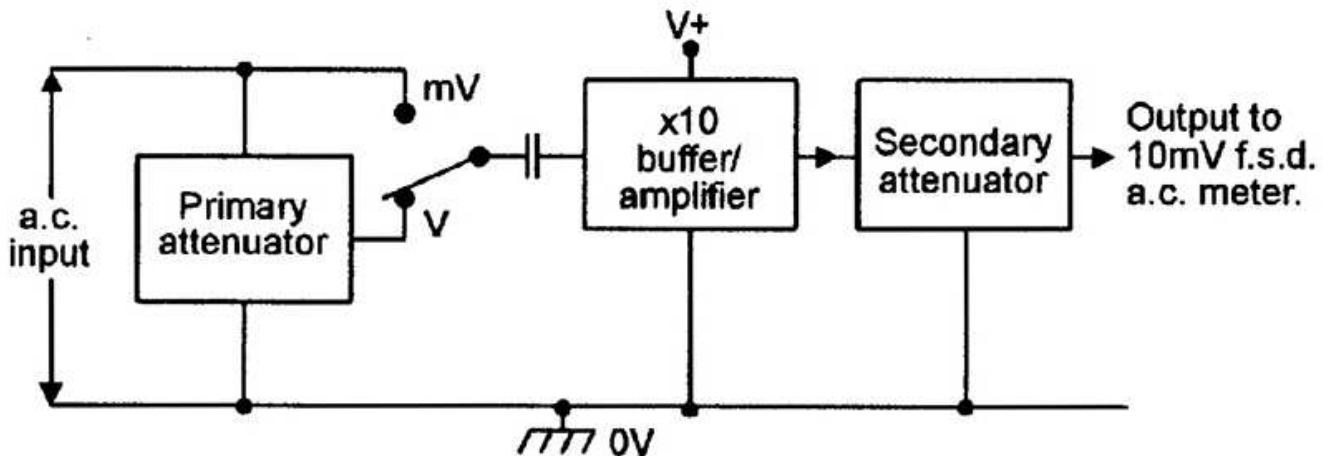 a.c.
input
Primary
attenuator
mV
V
V+
x10
buffer/
amplifier
Secondary
attenuator
Output to
10mV f.s.d.
a.c. meter.
0V